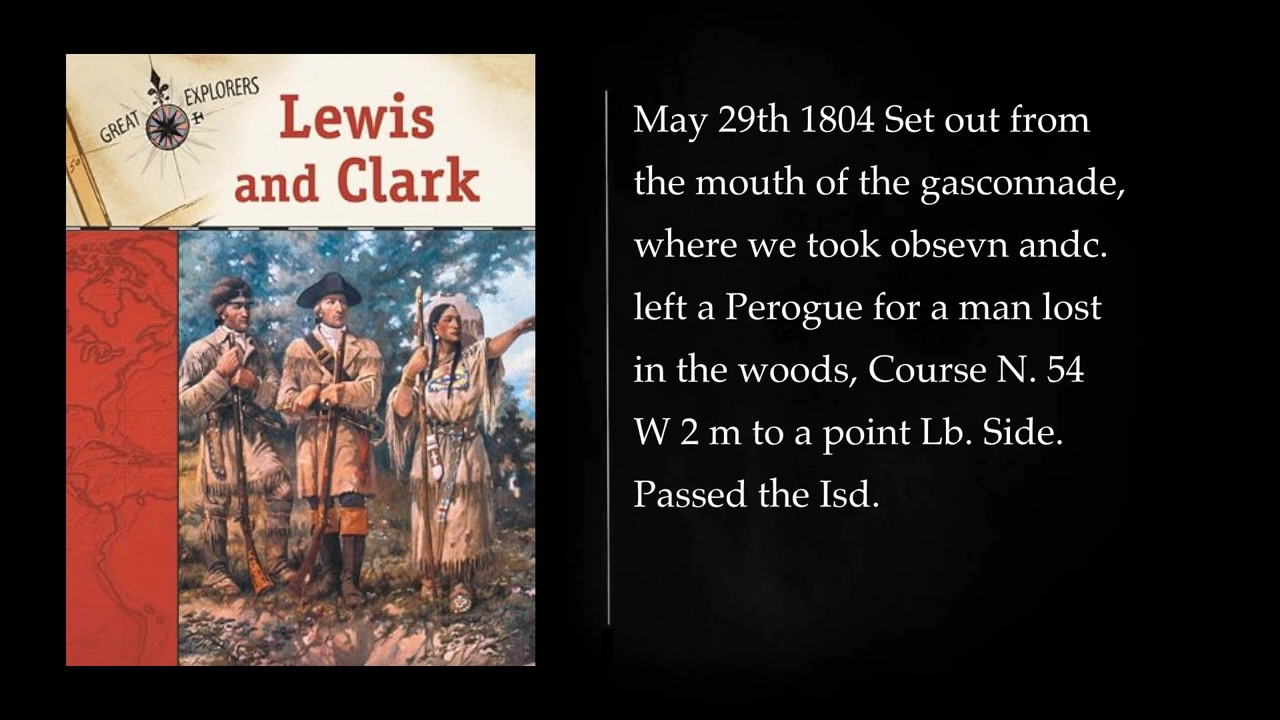 GREAT EXPLORERS
Lewis
and Clark
May 29th 1804 Set out from
the mouth of the gasconnade,
where we took obsevn andc.
left a Perogue for a man lost
in the woods, Course N. 54
W 2 m to a point Lb. Side.
Passed the Isd.